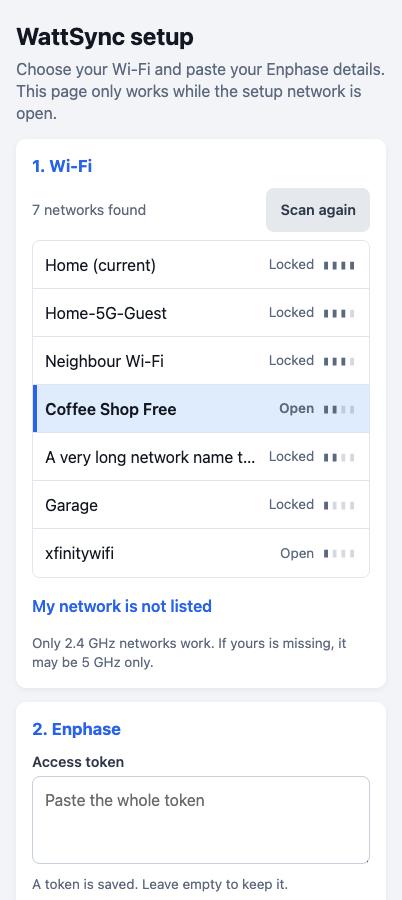 WattSync setup
Choose your Wi-Fi and paste your Enphase details.
This page only works while the setup network is
open.
1. Wi-Fi
7 networks found
Scan again
Home (current) Locked
Home-5G-Guest Locked
Neighbour Wi-Fi Locked
Coffee Shop Free Open
A very long network name t... Locked
Garage Locked
xfinitywifi Open
My network is not listed
Only 2.4 GHz networks work. If yours is missing, it
may be 5 GHz only.
2. Enphase
Access token
Paste the whole token
A token is saved. Leave empty to keep it.